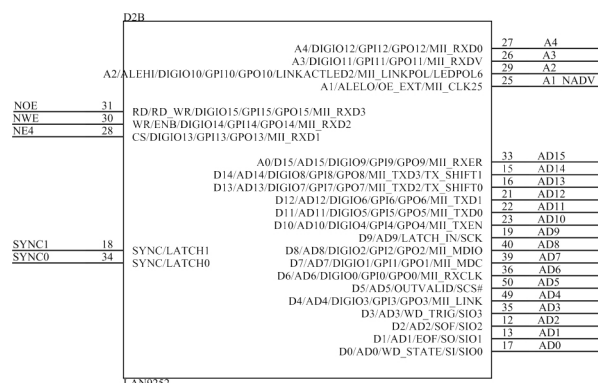 D2B
A4/DIGIO12/GPI12/GPO12/MII_RXD0 27 A4
A3/DIGIO11/GPI11/GPO11/MII_RXDV 26 A3
A2/ALEHI/DIGIO10/GPI10/GPO10/LINKACTLED2/MII_LINKPOL/LEDPOL6 29 A2
A1/ALELO/OE_EXT/MII_CLK25 25 A1 NADV
NOE 31 RD/RD_WR/DIGIO15/GPI15/GPO15/MII_RXD3
NWE 30 WR/ENB/DIGIO14/GPI14/GPO14/MII_RXD2
NE4 28 CS/DIGIO13/GPI13/GPO13/MII_RXD1
A0/D15/AD15/DIGIO9/GPI9/GPO9/MII_RXER 33 AD15
D14/AD14/DIGIO8/GPI8/GPO8/MII_TXD3/TX_SHIFT1 15 AD14
D13/AD13/DIGIO7/GPI7/GPO7/MII_TXD2/TX_SHIFT0 16 AD13
D12/AD12/DIGIO6/GPI6/GPO6/MII_TXD1 21 AD12
D11/AD11/DIGIO5/GPI5/GPO5/MII_TXD0 22 AD11
D10/AD10/DIGIO4/GPI4/GPO4/MII_TXEN 23 AD10
D9/AD9/LATCH_IN/SCK 19 AD9
SYNC1 18 SYNC/LATCH1 D8/AD8/DIGIO2/GPI2/GPO2/MII_MDIO 40 AD8
SYNC0 34 SYNC/LATCH0 D7/AD7/DIGIO1/GPI1/GPO1/MII_MDC 39 AD7
D6/AD6/DIGIO0/GPI0/GPO0/MII_RXCLK 36 AD6
D5/AD5/OUTVALID/SCS# 50 AD5
D4/AD4/DIGIO3/GPI3/GPO3/MII_LINK 49 AD4
D3/AD3/WD_TRIG/SIO3 35 AD3
D2/AD2/SOF/SIO2 12 AD2
D1/AD1/EOF/SO/SIO1 13 AD1
D0/AD0/WD_STATE/SI/SIO0 17 AD0
LAN9252